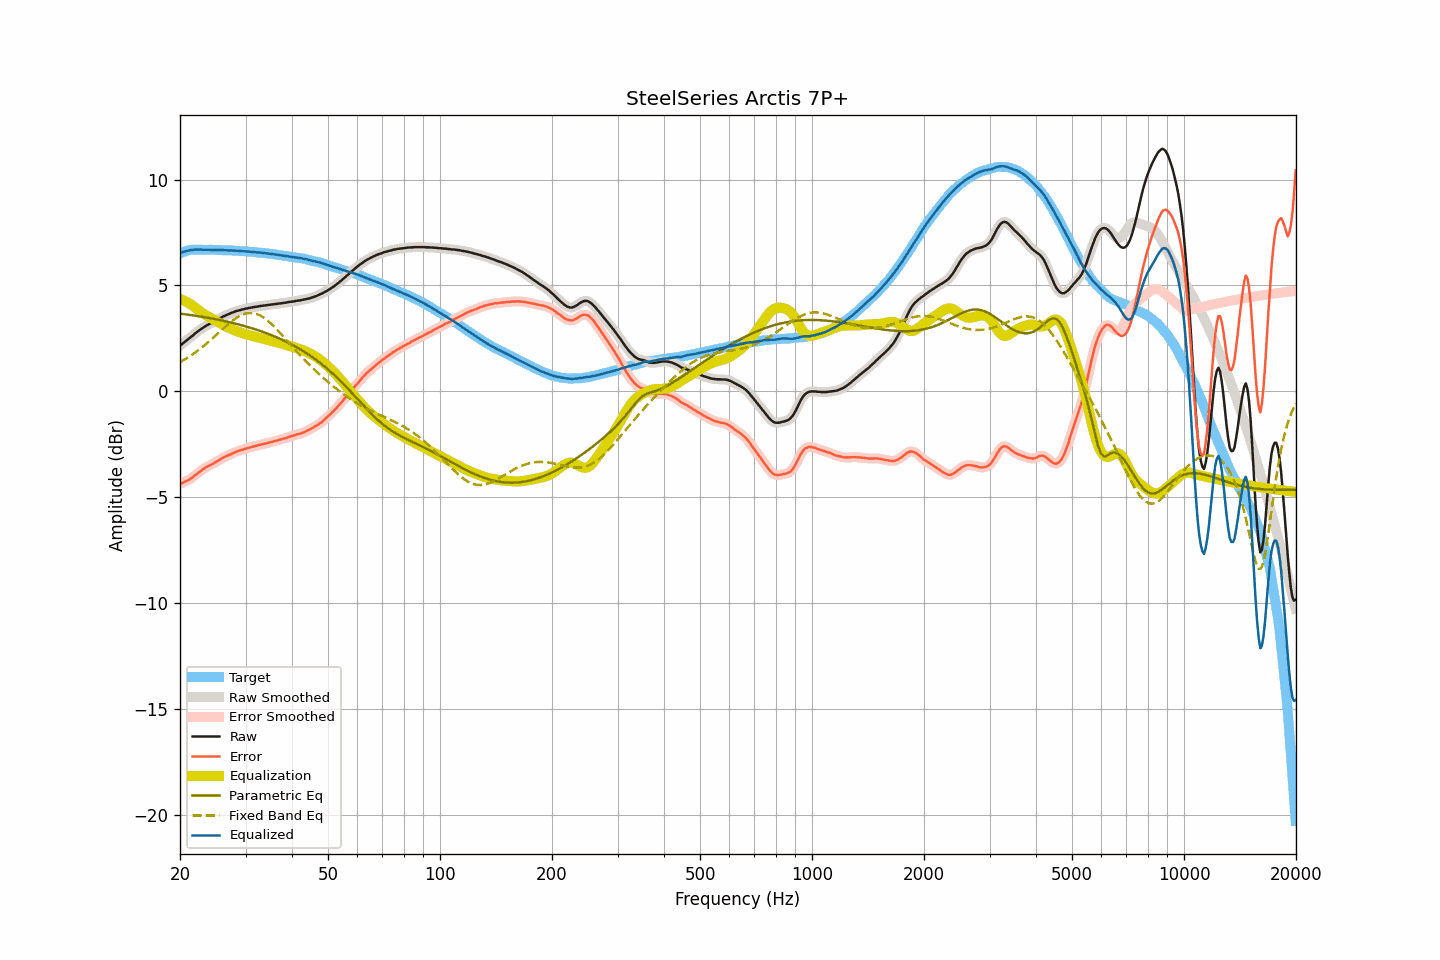 SteelSeries Arctis 7P+
Amplitude (dBr)
10
5
0
−5
−10
−15
−20
Target
Raw Smoothed
Error Smoothed
Raw
Error
Equalization
Parametric Eq
Fixed Band Eq
Equalized
20 50 100 200 500 1000 2000 5000 10000 20000
Frequency (Hz)